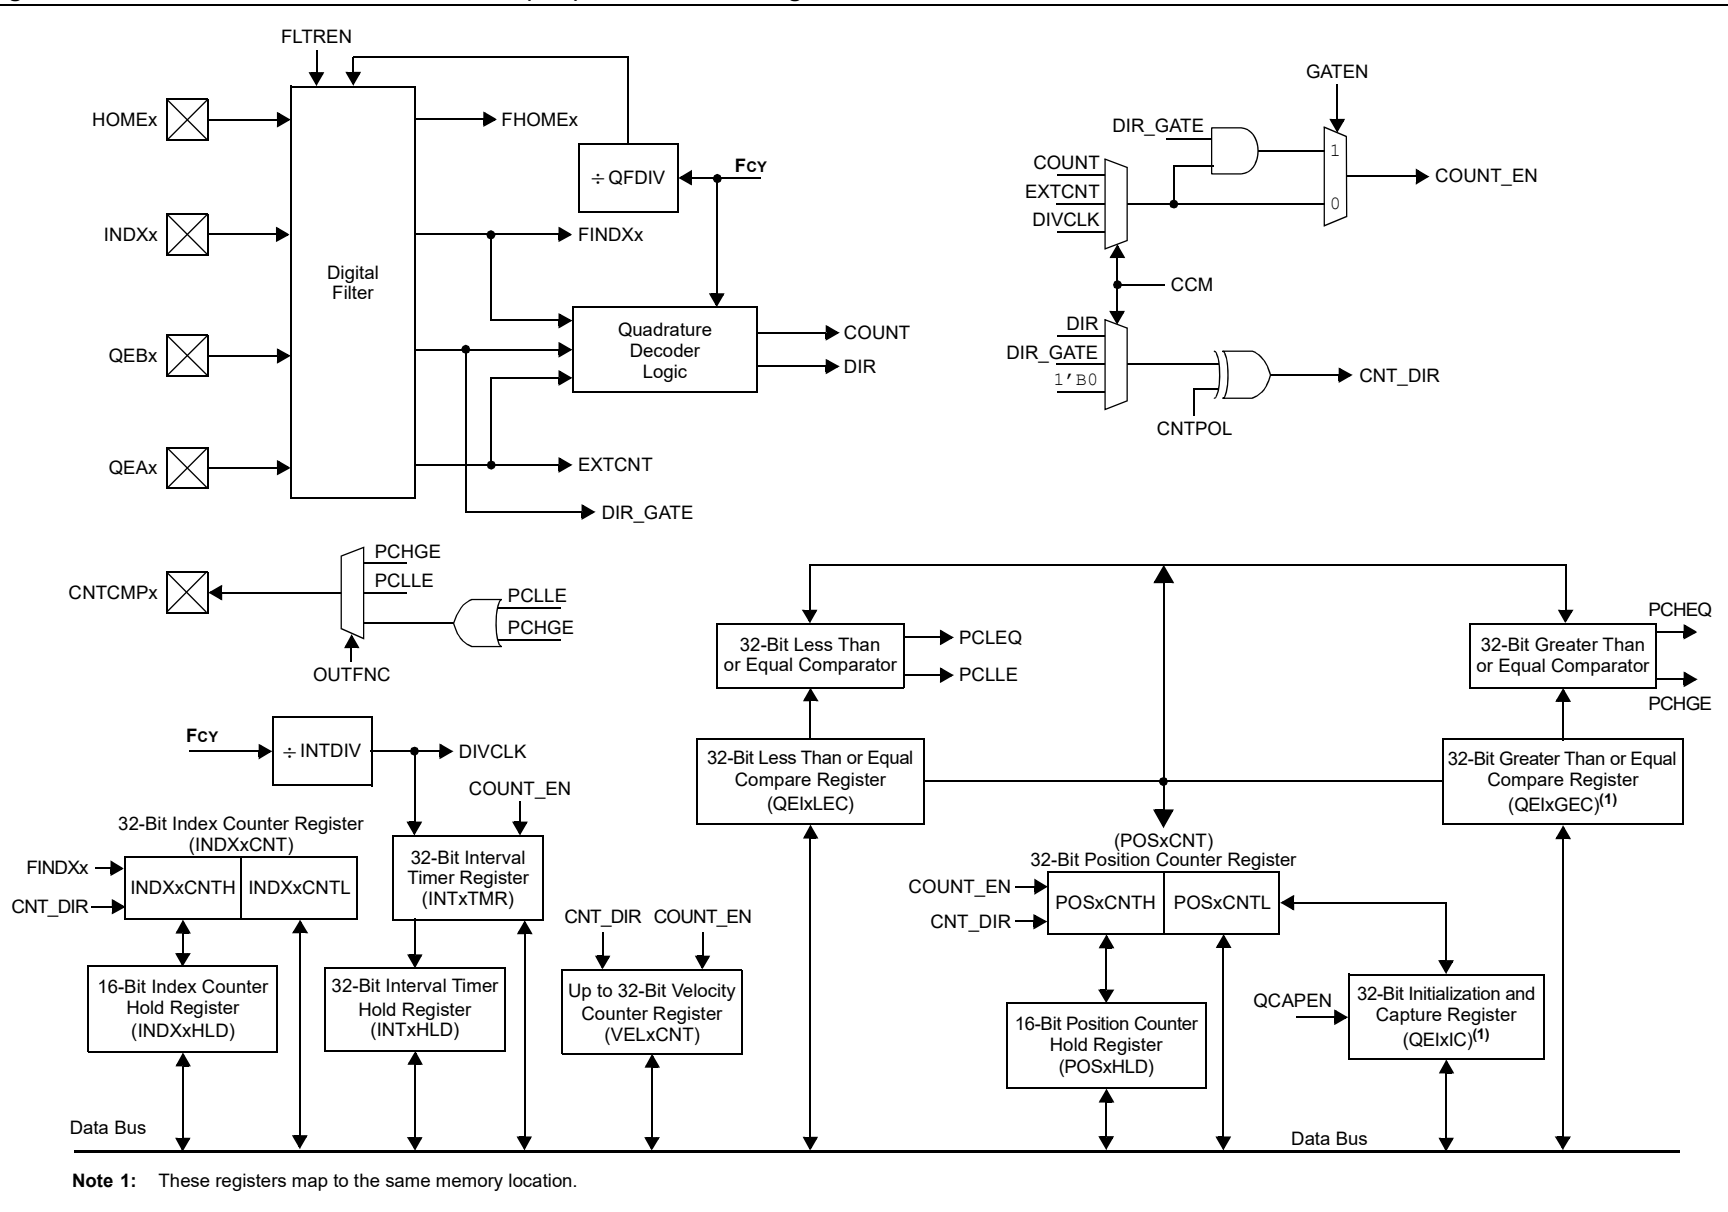 FLTREN
HOMEx
FHOMEx
÷ QFDIV
FCY
INDXx
FINDXx
Digital
Filter
QEBx
Quadrature
Decoder
Logic
COUNT
DIR
QEAx
EXTCNT
DIR_GATE
GATEN
DIR_GATE
COUNT
EXTCNT
DIVCLK
1
0
COUNT_EN
CCM
DIR
DIR_GATE
1'B0
CNT_DIR
CNTPOL
CNTCMPx
PCHGE
PCLLE
PCLLE
PCHGE
OUTFNC
32-Bit Less Than
or Equal Comparator
PCLEQ
PCLLE
32-Bit Greater Than
or Equal Comparator
PCHEQ
PCHGE
FCY
÷ INTDIV
DIVCLK
COUNT_EN
32-Bit Less Than or Equal
Compare Register
(QEIxLEC)
32-Bit Greater Than or Equal
Compare Register
(QEIxGEC)(1)
32-Bit Index Counter Register
(INDXxCNT)
FINDXx
CNT_DIR
INDXxCNTH
INDXxCNTL
32-Bit Interval
Timer Register
(INTxTMR)
(POSxCNT)
32-Bit Position Counter Register
COUNT_EN
CNT_DIR
POSxCNTH
POSxCNTL
CNT_DIR
COUNT_EN
16-Bit Index Counter
Hold Register
(INDXxHLD)
32-Bit Interval Timer
Hold Register
(INTxHLD)
Up to 32-Bit Velocity
Counter Register
(VELxCNT)
16-Bit Position Counter
Hold Register
(POSxHLD)
QCAPEN
32-Bit Initialization and
Capture Register
(QEIxIC)(1)
Data Bus
Data Bus
Note 1: These registers map to the same memory location.